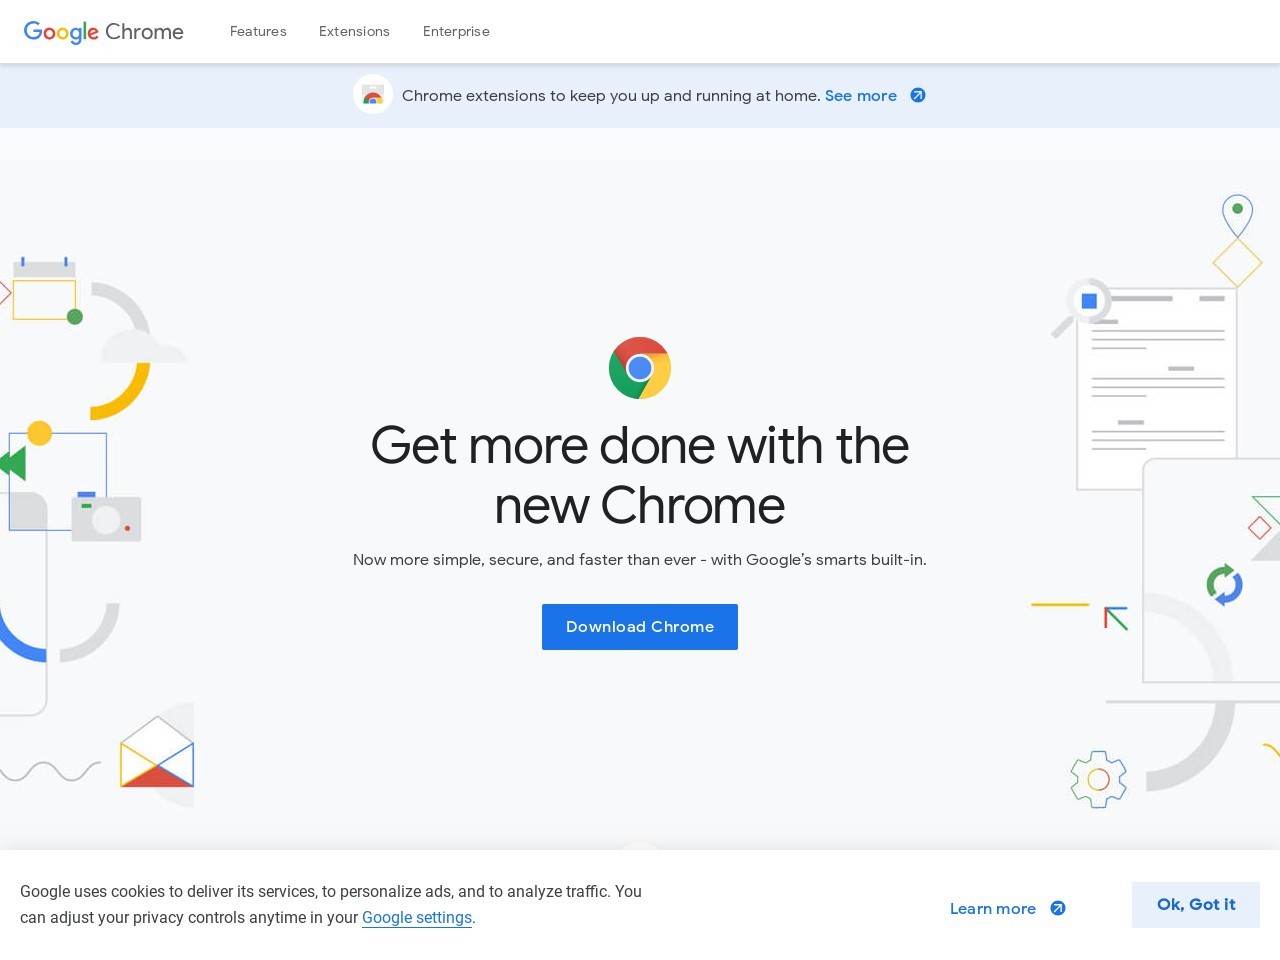 Google Chrome
Features
Extensions
Enterprise
Chrome extensions to keep you up and running at home. See more
Get more done with the
new Chrome
Now more simple, secure, and faster than ever - with Google’s smarts built-in.
Download Chrome
Google uses cookies to deliver its services, to personalize ads, and to analyze traffic. You
can adjust your privacy controls anytime in your Google settings.
Learn more
Ok, Got it